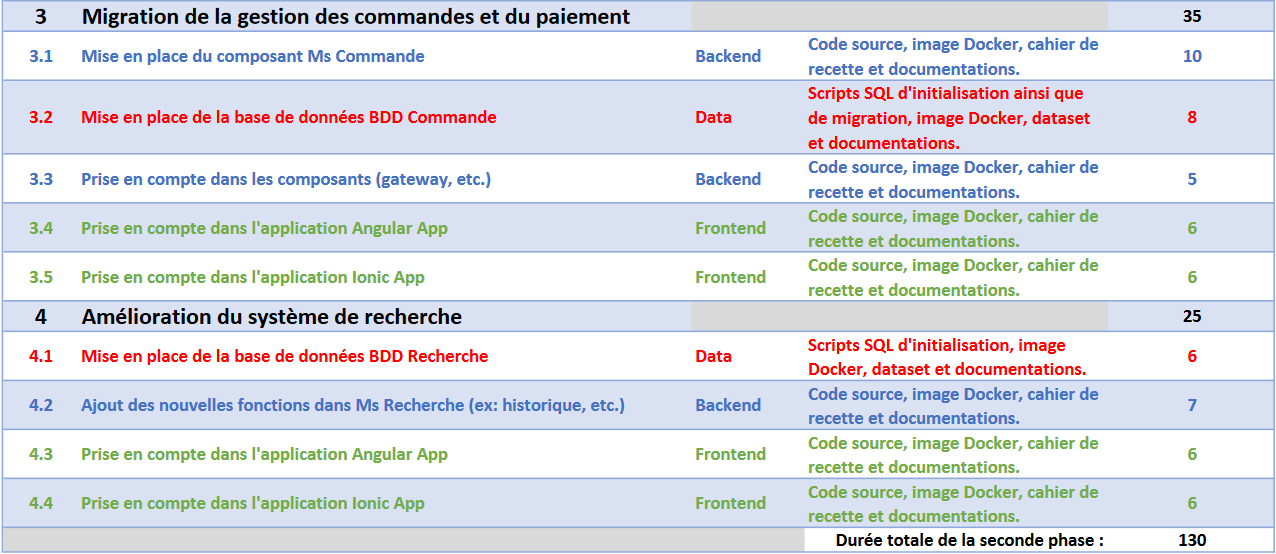 3 Migration de la gestion des commandes et du paiement 35
3.1 Mise en place du composant Ms Commande Backend Code source, image Docker, cahier de
recette et documentations. 10
3.2 Mise en place de la base de données BDD Commande Data Scripts SQL d'initialisation ainsi que
de migration, image Docker, dataset
et documentations. 8
3.3 Prise en compte dans les composants (gateway, etc.) Backend Code source, image Docker, cahier de
recette et documentations. 5
3.4 Prise en compte dans l'application Angular App Frontend Code source, image Docker, cahier de
recette et documentations. 6
3.5 Prise en compte dans l'application Ionic App Frontend Code source, image Docker, cahier de
recette et documentations. 6
4 Amélioration du système de recherche 25
4.1 Mise en place de la base de données BDD Recherche Data Scripts SQL d'initialisation, image
Docker, dataset et documentations. 6
4.2 Ajout des nouvelles fonctions dans Ms Recherche (ex: historique, etc.) Backend Code source, image Docker, cahier de
recette et documentations. 7
4.3 Prise en compte dans l'application Angular App Frontend Code source, image Docker, cahier de
recette et documentations. 6
4.4 Prise en compte dans l'application Ionic App Frontend Code source, image Docker, cahier de
recette et documentations. 6
Durée totale de la seconde phase : 130